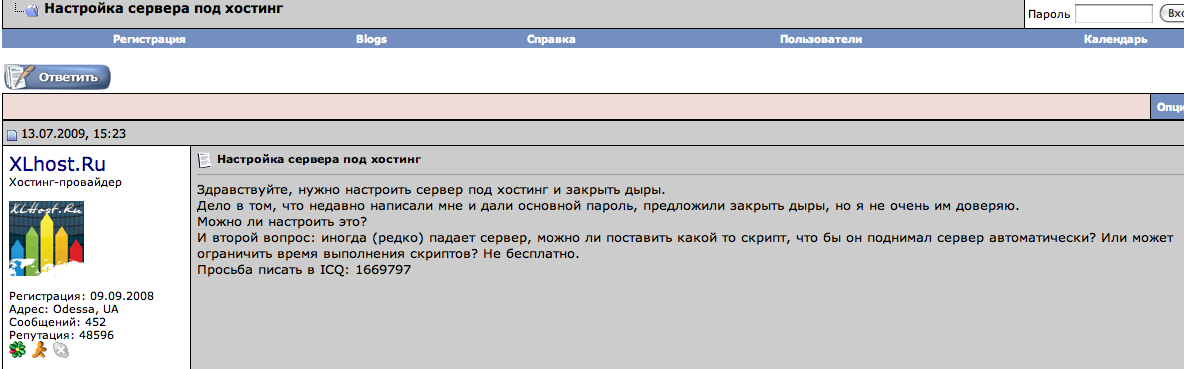 Настройка сервера под хостинг
Пароль
Вхо
Регистрация Blogs Справка Пользователи Календарь
Ответить
Опци
13.07.2009, 15:23
XLhost.Ru
Хостинг-провайдер
XLHost.Ru
Регистрация: 09.09.2008
Адрес: Odessa, UA
Сообщений: 452
Репутация: 48596
Настройка сервера под хостинг
Здравствуйте, нужно настроить сервер под хостинг и закрыть дыры.
Дело в том, что недавно написали мне и дали основной пароль, предложили закрыть дыры, но я не очень им доверяю.
Можно ли настроить это?
И второй вопрос: иногда (редко) падает сервер, можно ли поставить какой то скрипт, что бы он поднимал сервер автоматически? Или может
ограничить время выполнения скриптов? Не бесплатно.
Просьба писать в ICQ: 1669797